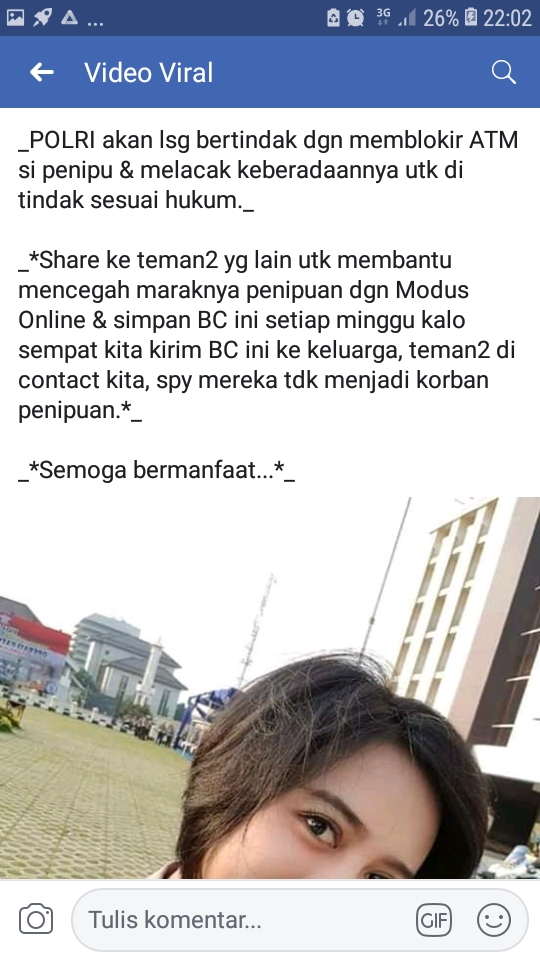 ... 3G 26% 22:02
Video Viral
_POLRI akan lsg bertindak dgn memblokir ATM
si penipu & melacak keberadaannya utk di
tindak sesuai hukum._
_*Share ke teman2 yg lain utk membantu
mencegah maraknya penipuan dgn Modus
Online & simpan BC ini setiap minggu kalo
sempat kita kirim BC ini ke keluarga, teman2 di
contact kita, spy mereka tdk menjadi korban
penipuan.*_
_*Semoga bermanfaat...*_
Tulis komentar...
GIF